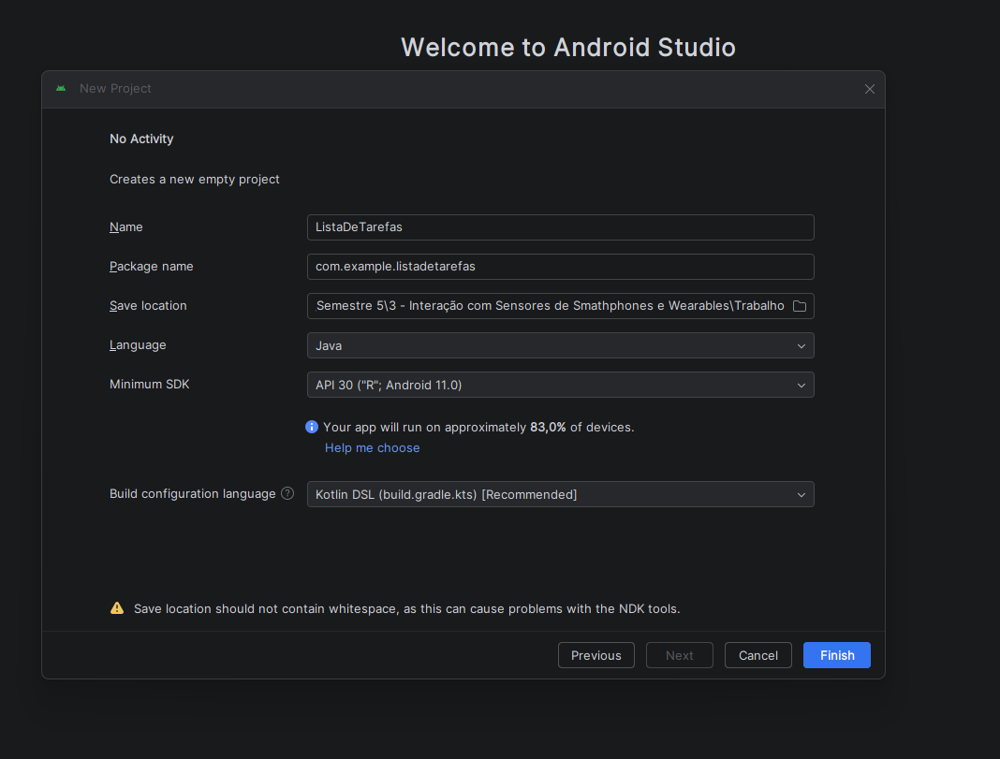 Welcome to Android Studio
New Project
No Activity
Creates a new empty project
Name
ListaDeTarefas
Package name
com.example.listadetarefas
Save location
Semestre 5\3 - Interação com Sensores de Smathphones e Wearables\Trabalho
Language
Java
Minimum SDK
API 30 ("R"; Android 11.0)
Your app will run on approximately 83,0% of devices.
Help me choose
Build configuration language ?
Kotlin DSL (build.gradle.kts) [Recommended]
Save location should not contain whitespace, as this can cause problems with the NDK tools.
Previous Next Cancel Finish